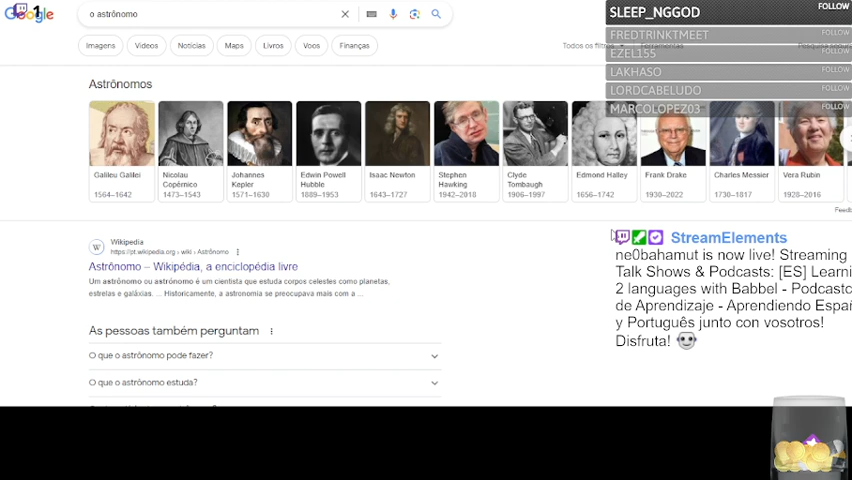 Google
1
o astrônomo
Imagens
Vídeos
Notícias
Maps
Livros
Voos
Finanças
Todos os filtros
Ferramentas
Astrônomos
Galileu Galilei
1564–1642
Nicolau Copérnico
1473–1543
Johannes Kepler
1571–1630
Edwin Powell Hubble
1889–1953
Isaac Newton
1643–1727
Stephen Hawking
1942–2018
Clyde Tombaugh
1906–1997
Edmond Halley
1656–1742
Frank Drake
1930–2022
Charles Messier
1730–1817
Vera Rubin
1928–2016
Feedb
W
Wikipedia
https://pt.wikipedia.org › wiki › Astrônomo
Astrônomo – Wikipédia, a enciclopédia livre
Um astrônomo ou astrónomo é um cientista que estuda corpos celestes como planetas,
estrelas e galáxias. ... Historicamente, a astronomia se preocupava mais com a ...
As pessoas também perguntam
O que o astrônomo pode fazer?
O que o astrônomo estuda?
SLEEP_NGGOD FOLLOW
FREDTRINKTMEET FOLLOW
EZEL155 FOLLOW
LAKHASO FOLLOW
LORDCABELUDO FOLLOW
MARCOLOPEZ03 FOLLOW
StreamElements
ne0bahamut is now live! Streaming
Talk Shows & Podcasts: [ES] Learni
2 languages with Babbel - Podcastc
de Aprendizaje - Aprendiendo Españ
y Português junto con vosotros!
Disfruta!